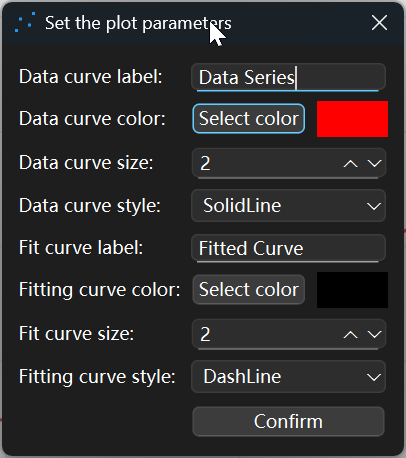 Set the plot parameters
Data curve label: Data Series
Data curve color: Select color
Data curve size: 2
Data curve style: SolidLine
Fit curve label: Fitted Curve
Fitting curve color: Select color
Fit curve size: 2
Fitting curve style: DashLine
Confirm